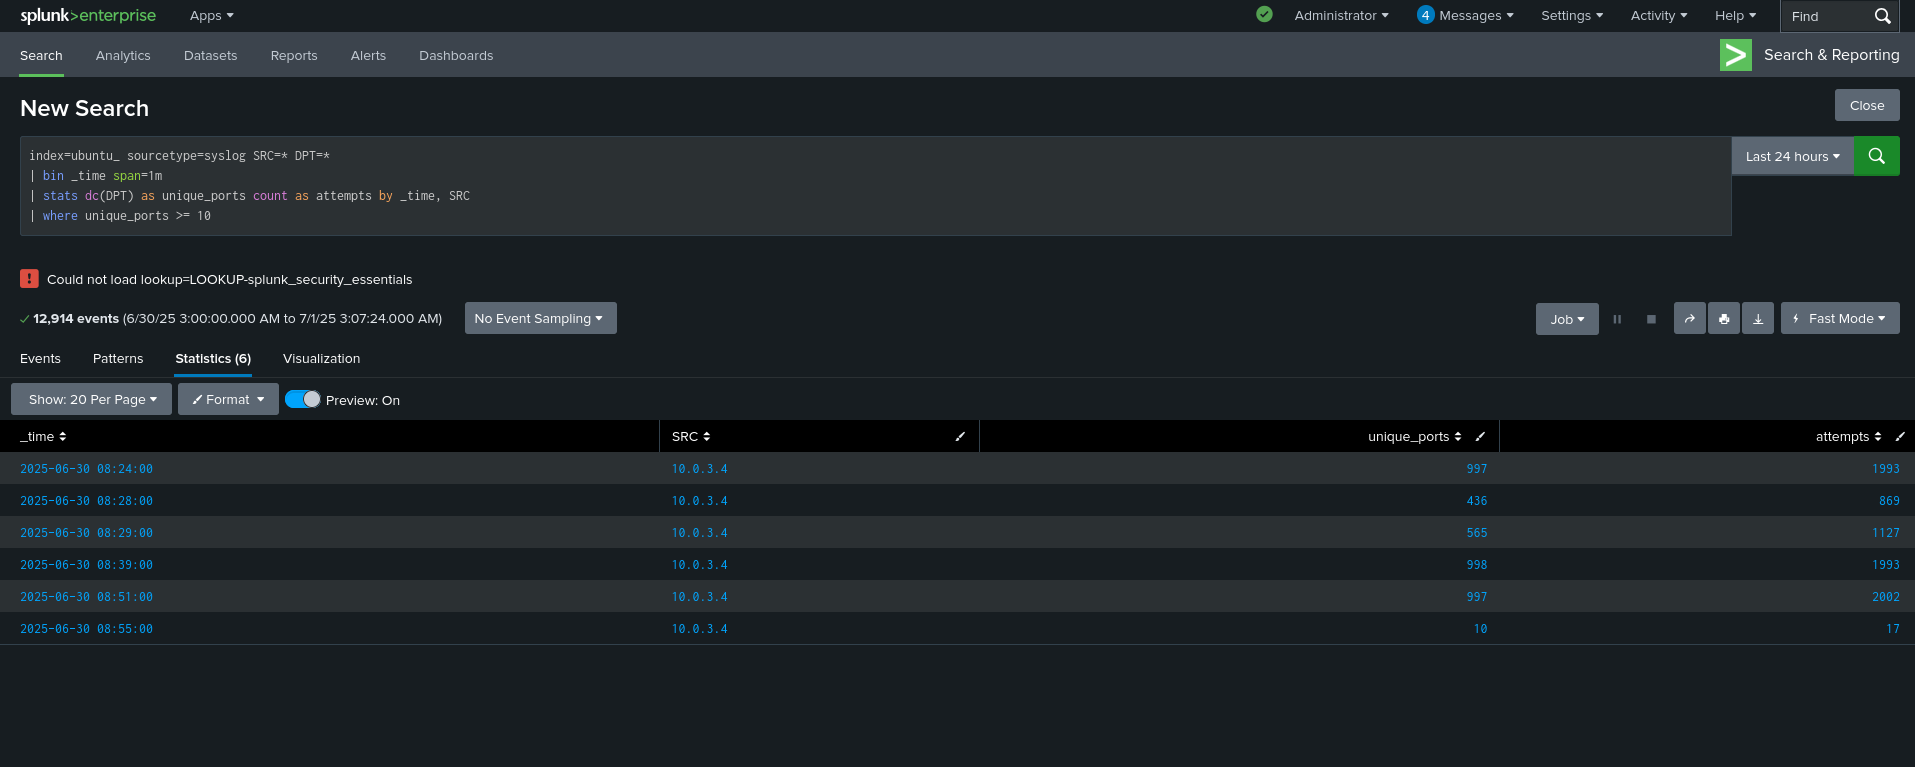 splunk>enterprise Apps Administrator 4 Messages Settings Activity Help Find
Search Analytics Datasets Reports Alerts Dashboards Search & Reporting
New Search
Close
index=ubuntu_ sourcetype=syslog SRC=* DPT=*
| bin _time span=1m
| stats dc(DPT) as unique_ports count as attempts by _time, SRC
| where unique_ports >= 10
Last 24 hours
Could not load lookup=LOOKUP-splunk_security_essentials
12,914 events (6/30/25 3:00:00.000 AM to 7/1/25 3:07:24.000 AM) No Event Sampling Job Fast Mode
Events Patterns Statistics (6) Visualization
Show: 20 Per Page Format Preview: On
_time SRC unique_ports attempts
2025-06-30 08:24:00 10.0.3.4 997 1993
2025-06-30 08:28:00 10.0.3.4 436 869
2025-06-30 08:29:00 10.0.3.4 565 1127
2025-06-30 08:39:00 10.0.3.4 998 1993
2025-06-30 08:51:00 10.0.3.4 997 2002
2025-06-30 08:55:00 10.0.3.4 10 17